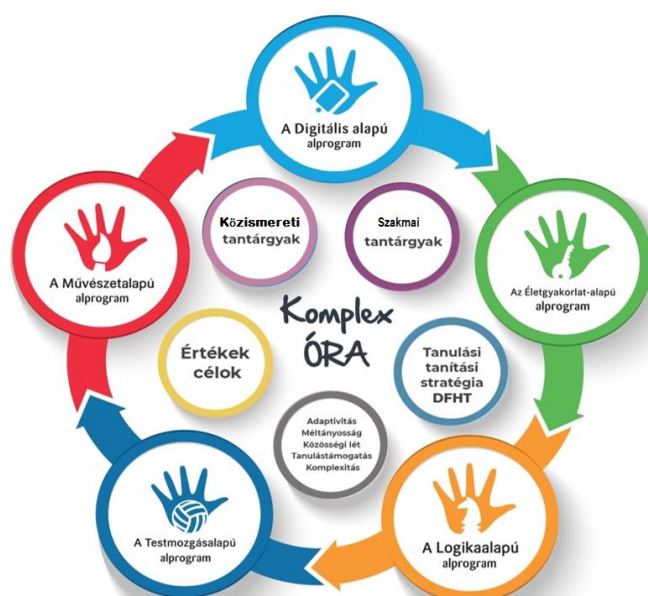 A Digitális alapú
alprogram
Közismereti
tantárgyak
Szakmai
tantárgyak
A Művészetalapú
alprogram
Az Életgyakorlat-alapú
alprogram
Komplex
ÓRA
Értékek
célok
Tanulási
tanítási
stratégia
DFHT
Adaptivitás
Méltányosság
Közösségi lét
Tanulástámogatás
Komplexitás
A Testmozgásalapú
alprogram
A Logikaalapú
alprogram